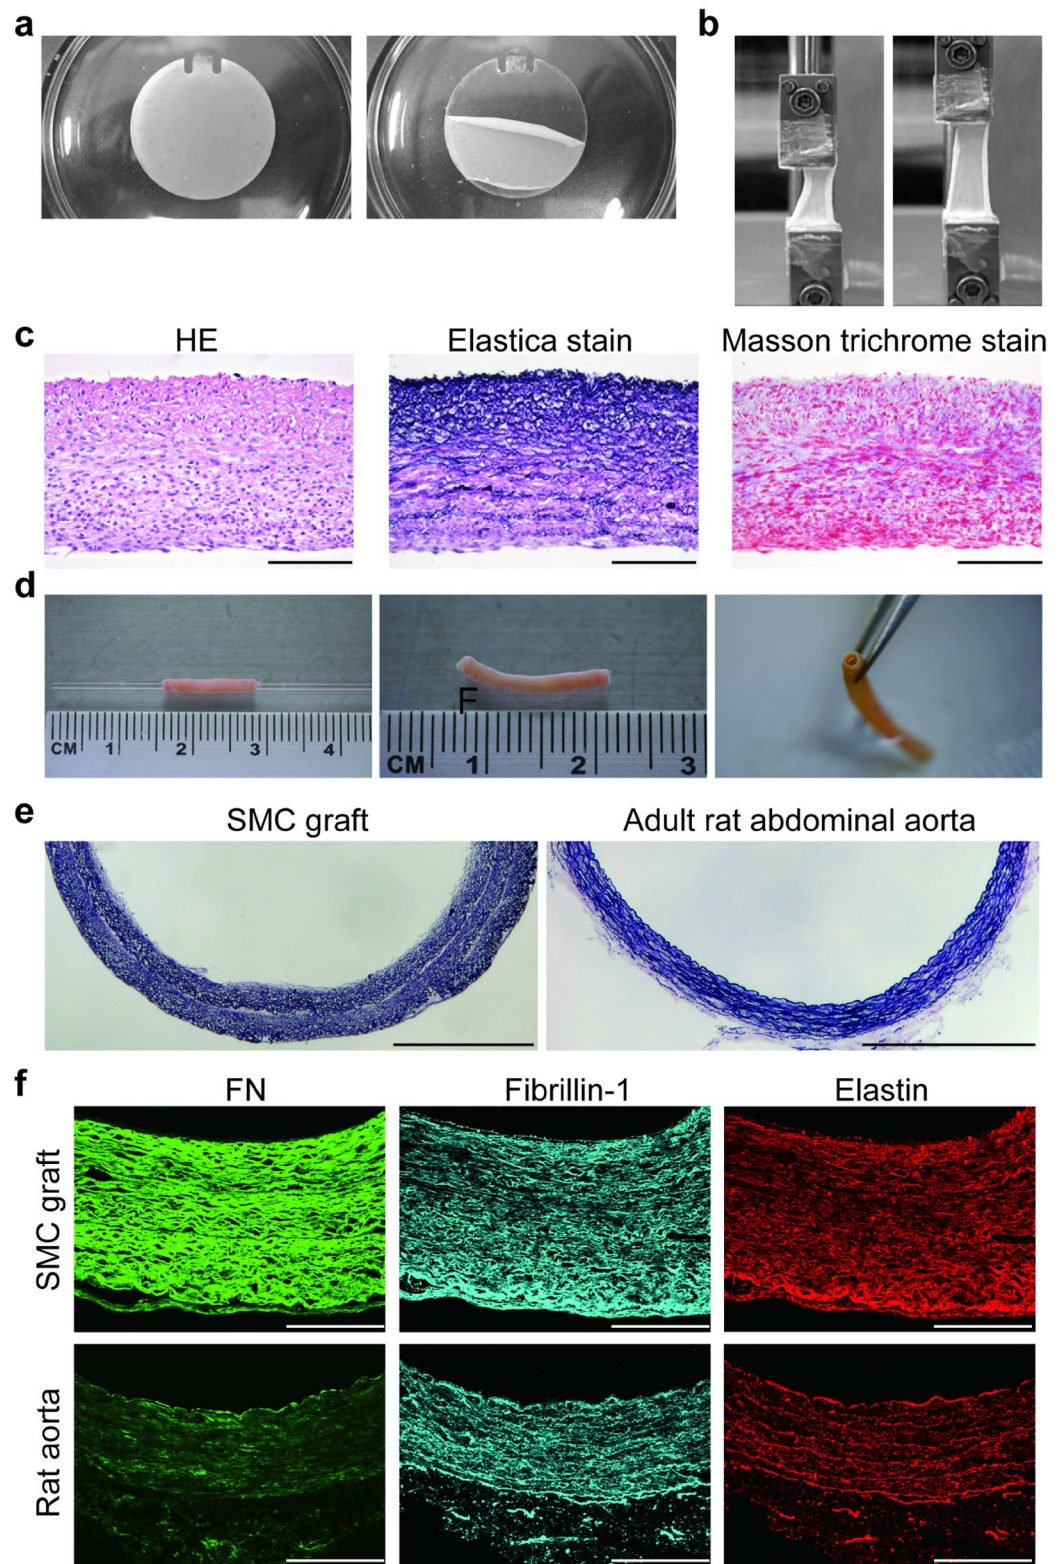 a
b
c
HE
Elastica stain
Masson trichrome stain
d
F
CM 1 2 3 4
CM 1 2 3
e
SMC graft
Adult rat abdominal aorta
f
FN
Fibrillin-1
Elastin
SMC graft
Rat aorta